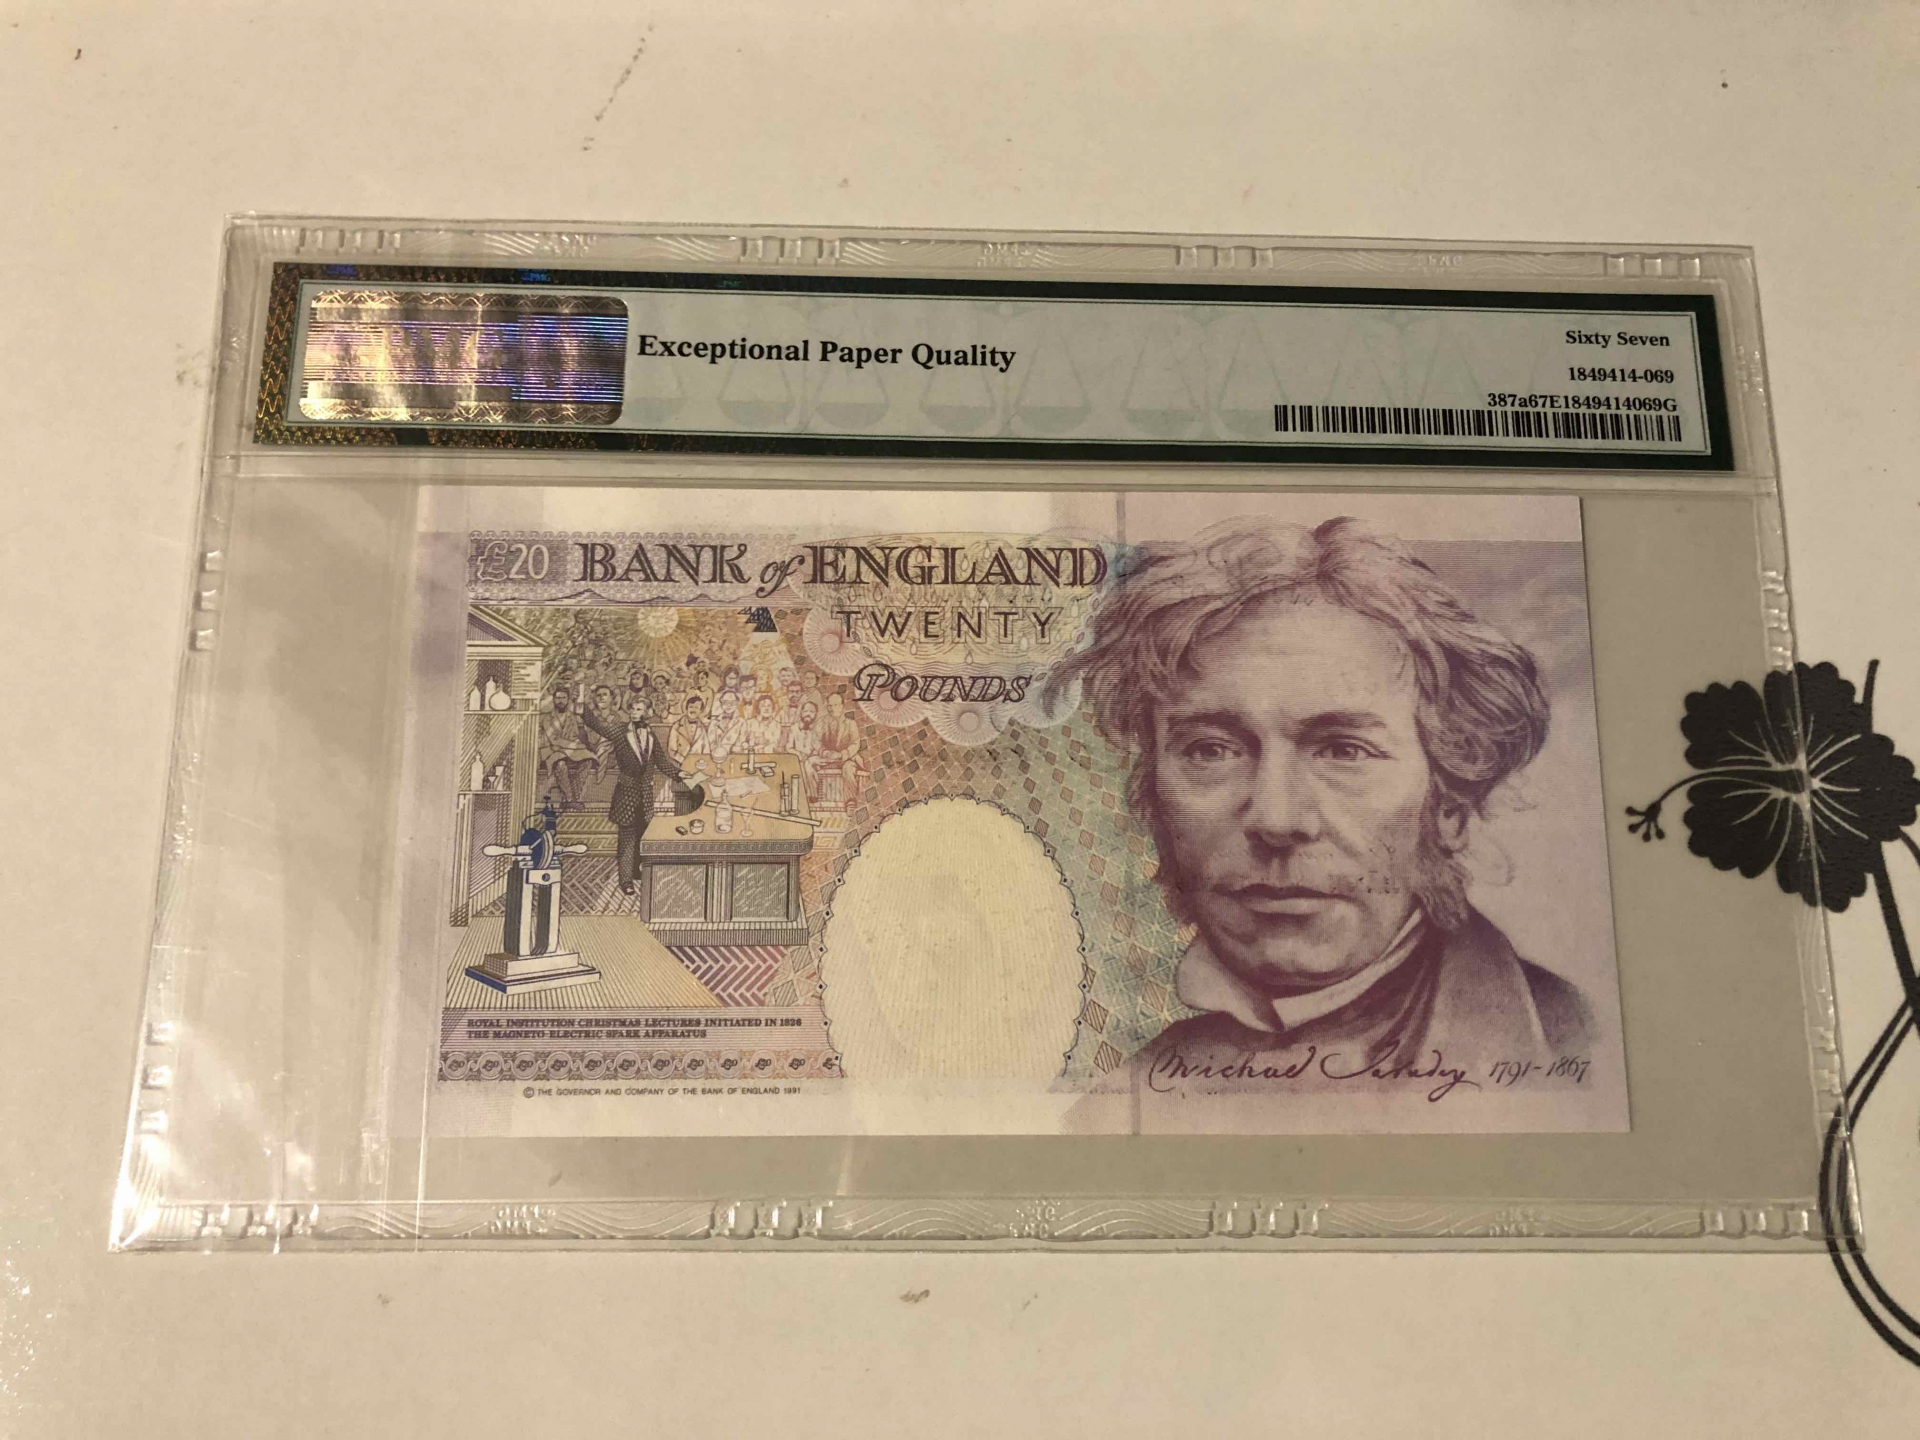 Exceptional Paper Quality
Sixty Seven
1849414-069
387a67E1849414069G
£20 BANK of ENGLAND
TWENTY
POUNDS
ROYAL INSTITUTION CHRISTMAS LECTURES INITIATED IN 1826
THE MAGNETO-ELECTRIC SPARK APPARATUS
© THE GOVERNOR AND COMPANY OF THE BANK OF ENGLAND 1991
Michael Faraday 1791-1867